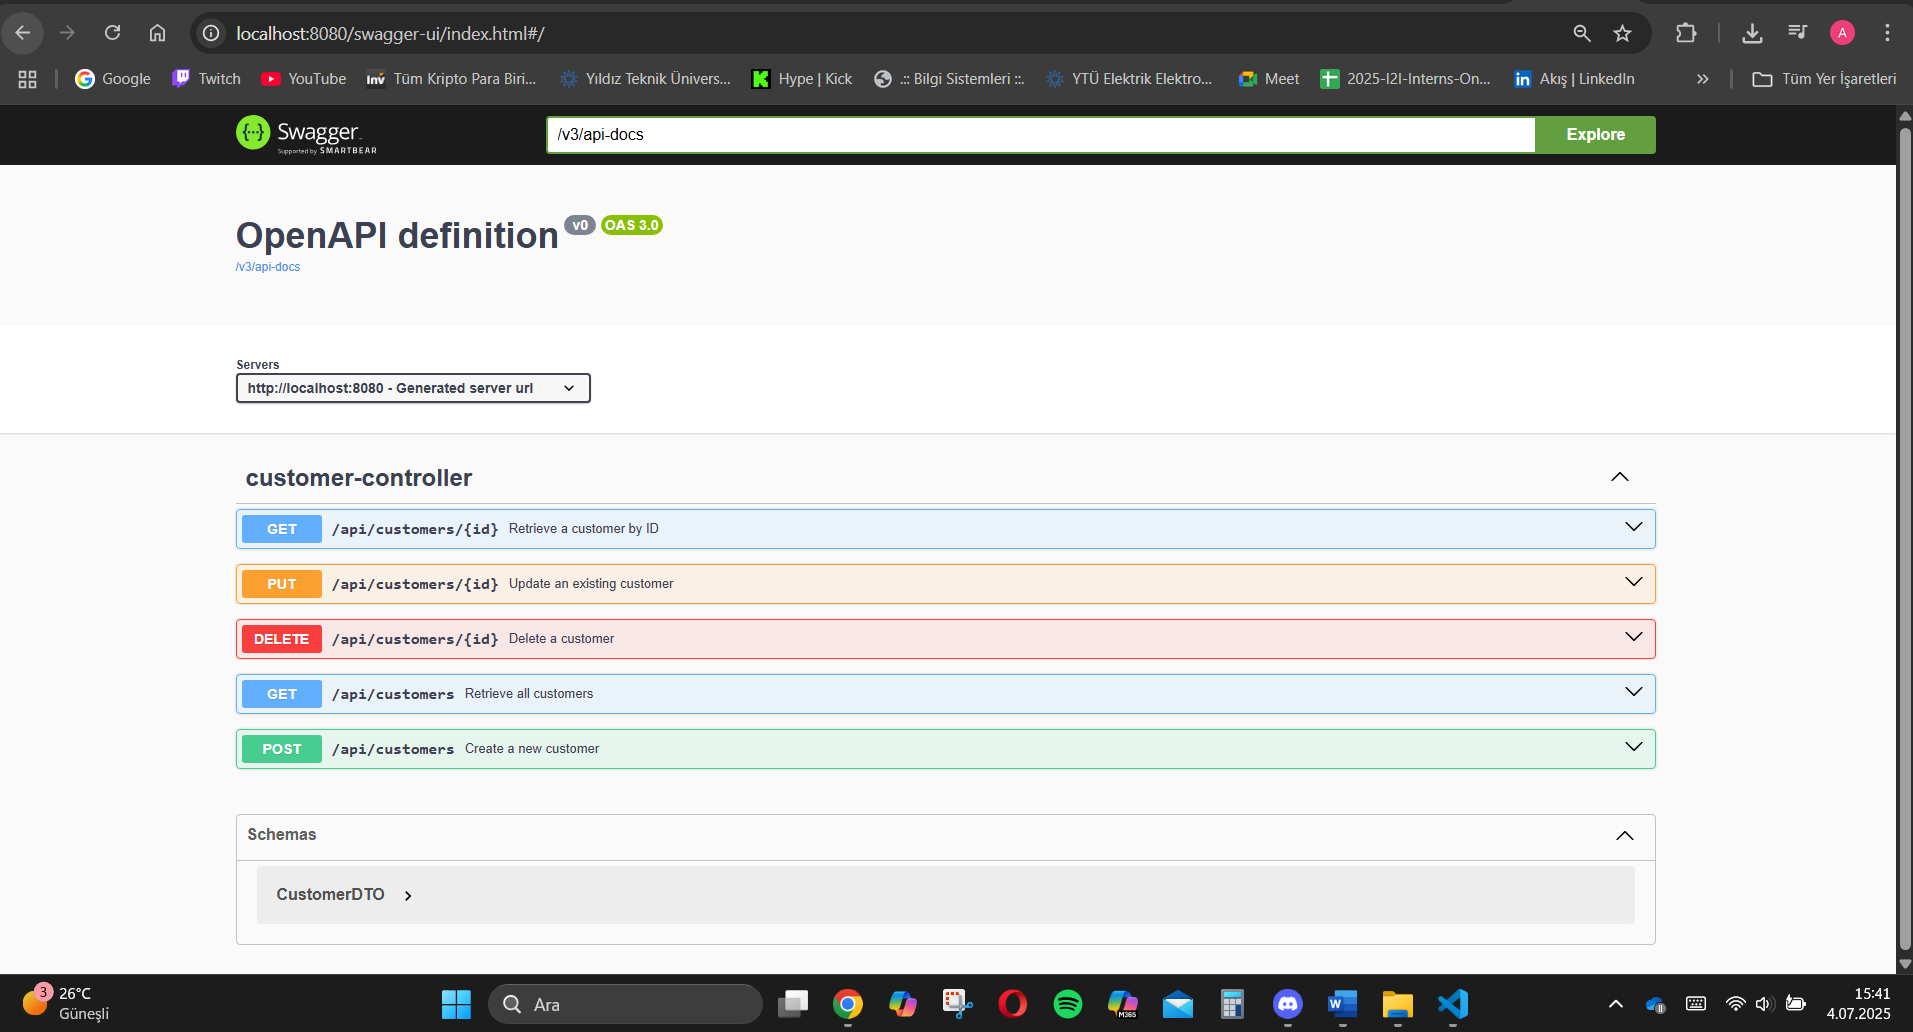 localhost:8080/swagger-ui/index.html#/
A
Google
Twitch
YouTube
inv Tüm Kripto Para Biri...
Yıldız Teknik Ünivers...
Hype | Kick
.:: Bilgi Sistemleri ::.
YTÜ Elektrik Elektro...
Meet
2025-I2I-Interns-On...
in Akış | LinkedIn
»
Tüm Yer İşaretleri
{··} Swagger.
Supported by SMARTBEAR
/v3/api-docs
Explore
OpenAPI definition v0 OAS 3.0
/v3/api-docs
Servers
http://localhost:8080 - Generated server url
customer-controller
GET /api/customers/{id} Retrieve a customer by ID
PUT /api/customers/{id} Update an existing customer
DELETE /api/customers/{id} Delete a customer
GET /api/customers Retrieve all customers
POST /api/customers Create a new customer
Schemas
CustomerDTO
3
26°C
Güneşli
Ara
M365
W
15:41
4.07.2025